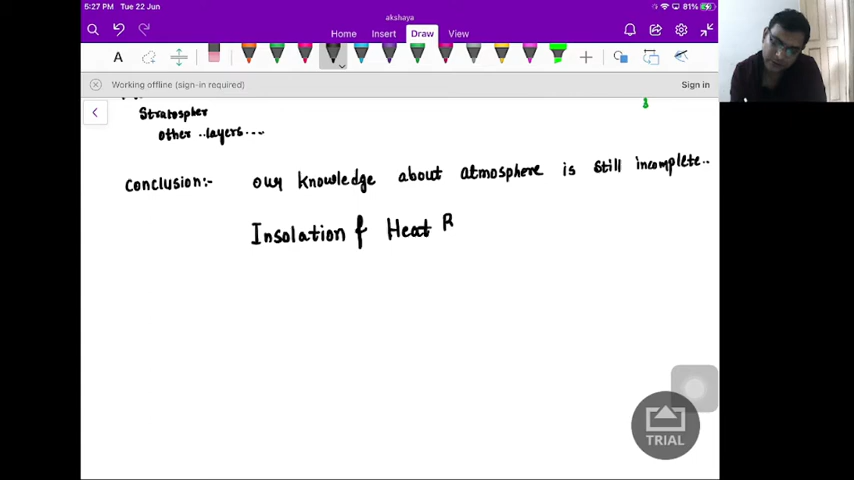 5:27 PM Tue 22 Jun
81%
akshaya
Home Insert Draw View
A
Working offline (sign-in required) Sign in
Stratospher
other ..layers....
Conclusion:- our knowledge about atmosphere is still incomplete..
Insolation & Heat B
TRIAL